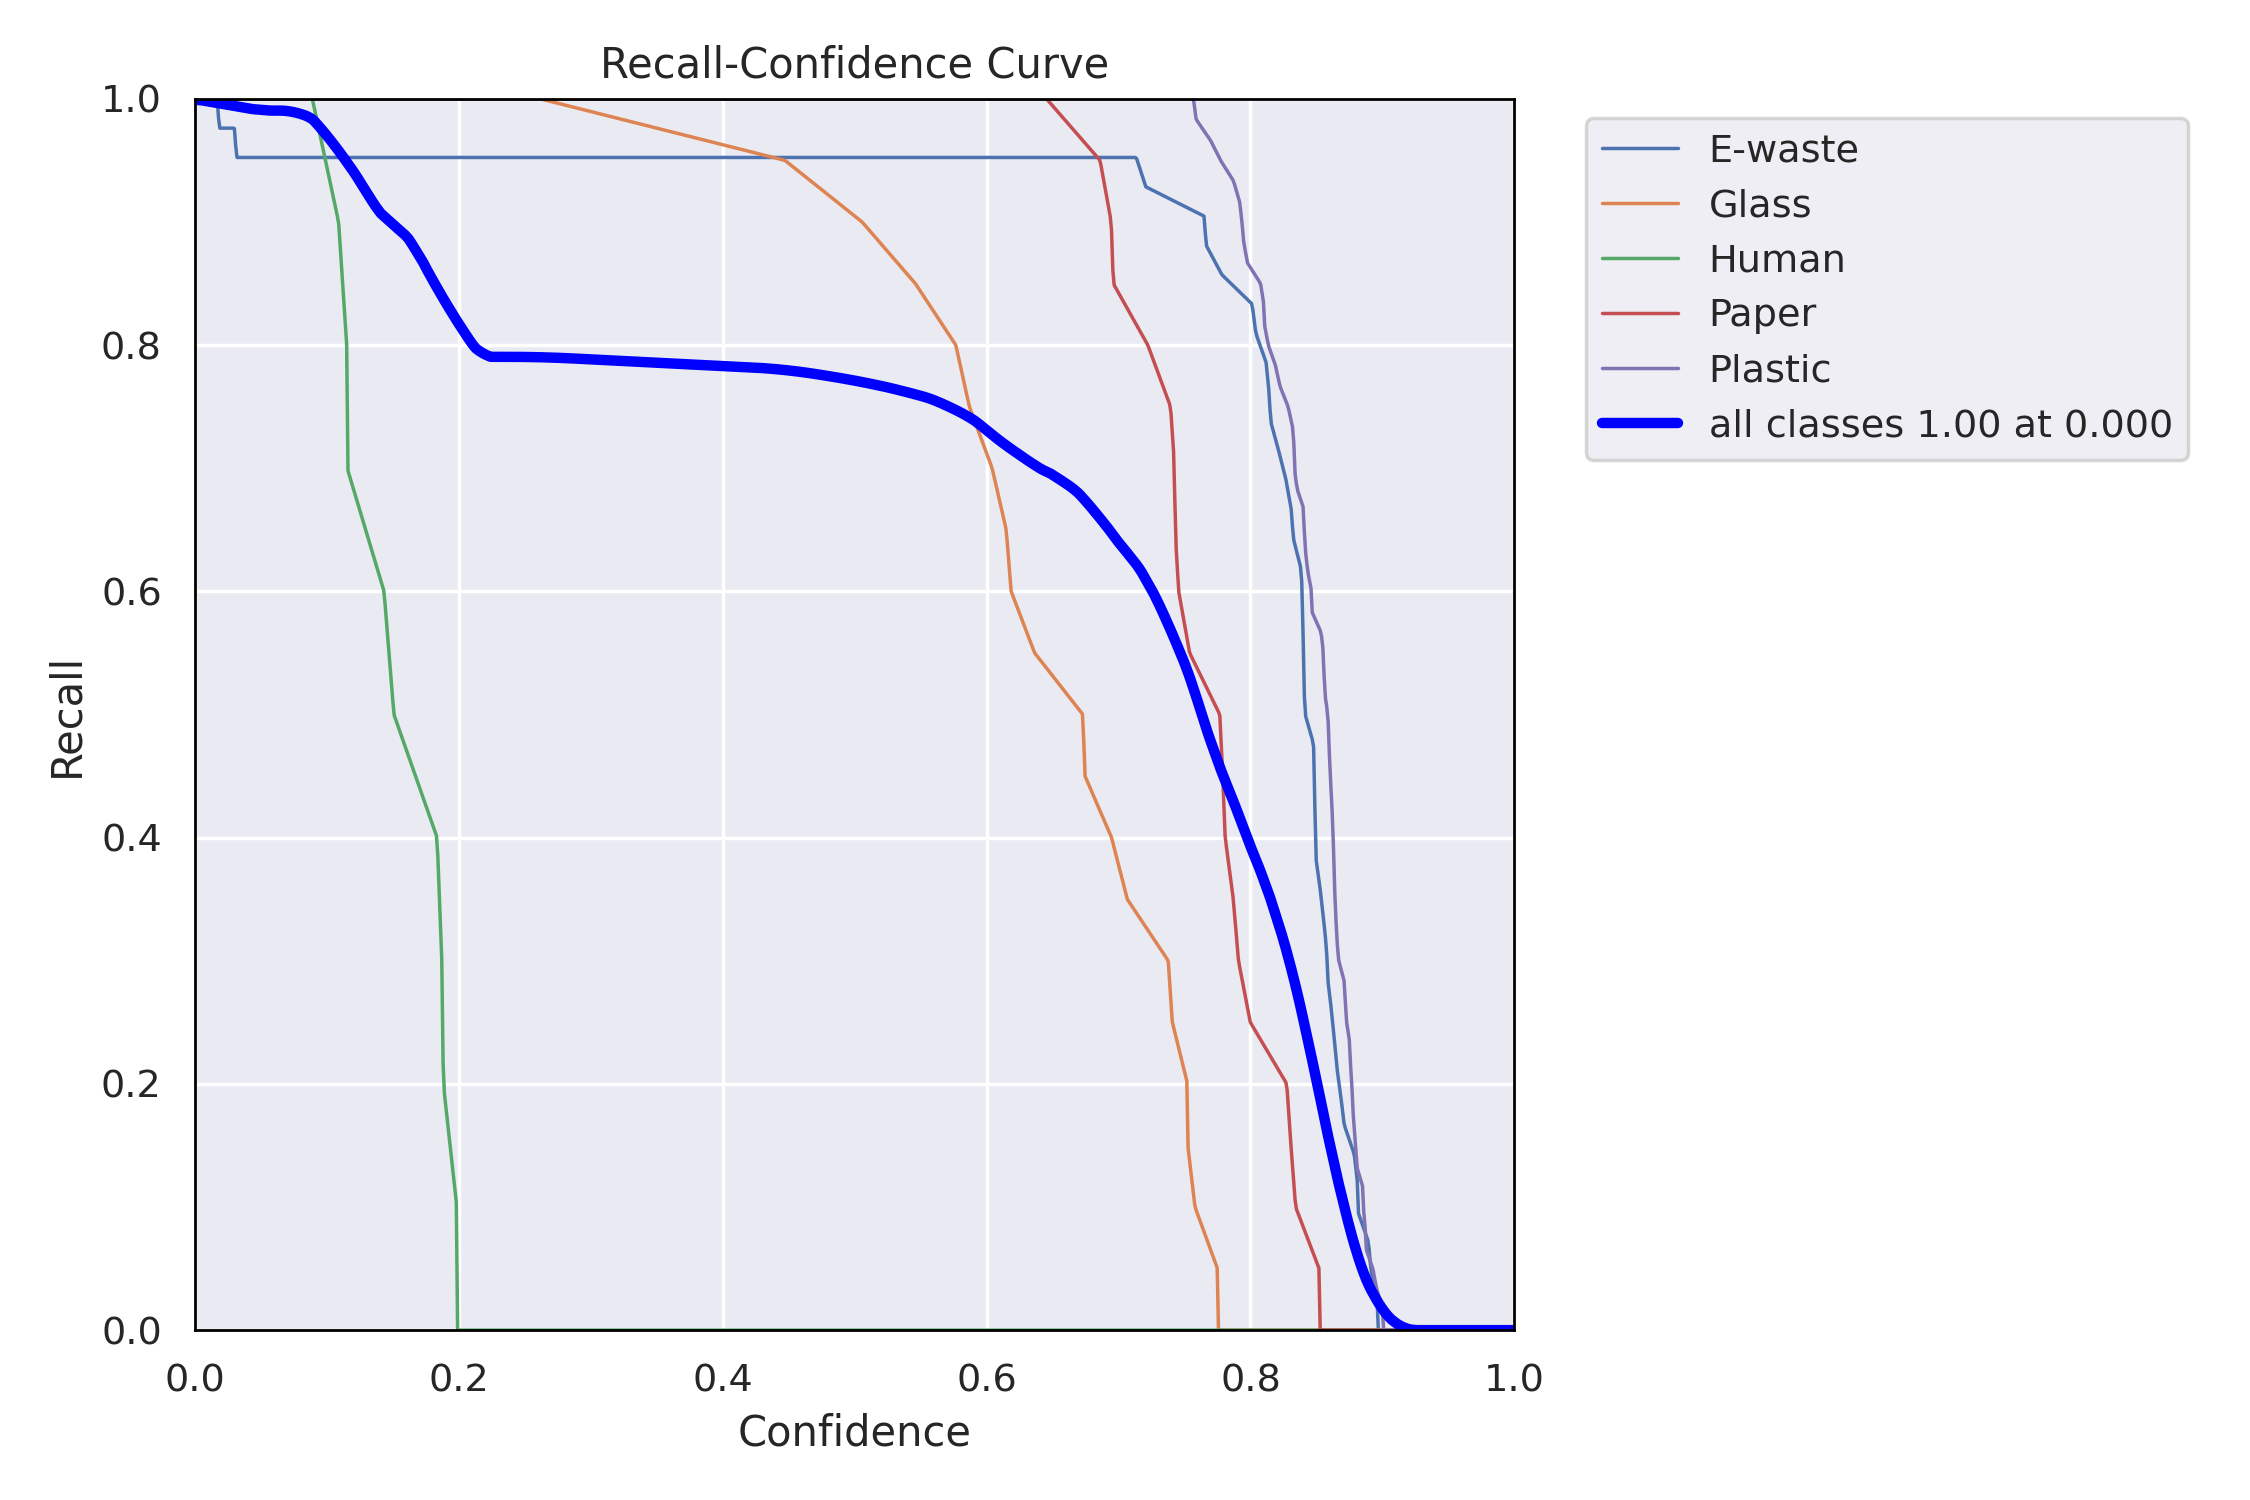 Recall-Confidence Curve
1.0
0.8
0.6
0.4
0.2
0.0
Recall
0.0 0.2 0.4 0.6 0.8 1.0
Confidence
E-waste
Glass
Human
Paper
Plastic
all classes 1.00 at 0.000